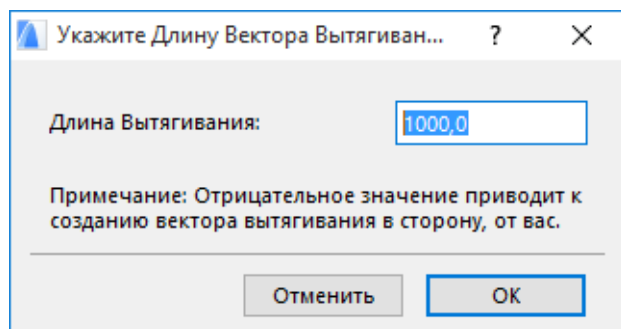 Укажите Длину Вектора Вытягиван... ? ×
Длина Вытягивания: 1000,0
Примечание: Отрицательное значение приводит к
созданию вектора вытягивания в сторону, от вас.
Отменить OK